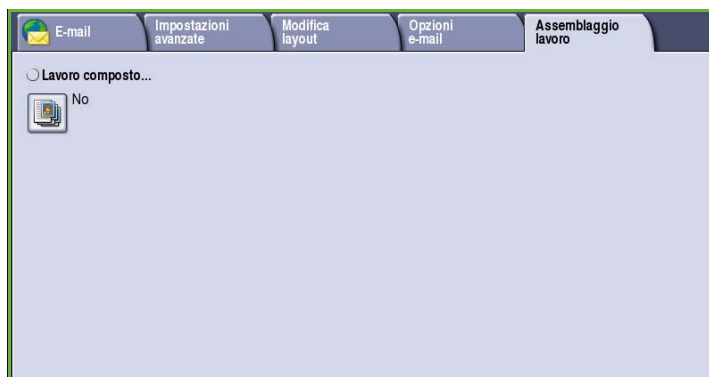 E-mail
Impostazioni
avanzate
Modifica
layout
Opzioni
e-mail
Assemblaggio
lavoro
Lavoro composto...
No